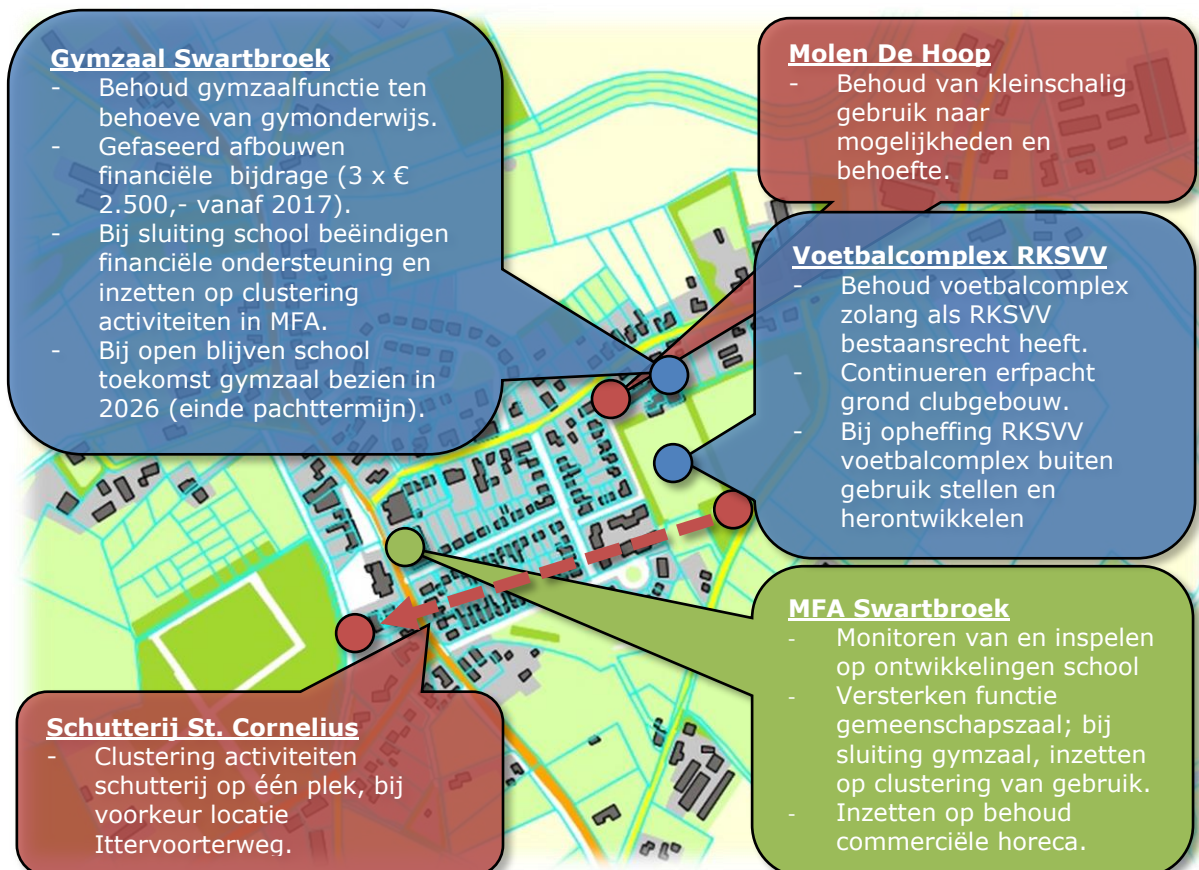 Gymzaal Swartbroek
- Behoud gymzaalfunctie ten
behoeve van gymonderwijs.
- Gefaseerd afbouwen
financiële bijdrage (3 x €
2.500,- vanaf 2017).
- Bij sluiting school beëindigen
financiële ondersteuning en
inzetten op clustering
activiteiten in MFA.
- Bij open blijven school
toekomst gymzaal bezien in
2026 (einde pachttermijn).
Molen De Hoop
- Behoud van kleinschalig
gebruik naar
mogelijkheden en
behoefte.
Voetbalcomplex RKSVV
- Behoud voetbalcomplex
zolang als RKSVV
bestaansrecht heeft.
- Continueren erfpacht
grond clubgebouw.
- Bij opheffing RKSVV
voetbalcomplex buiten
gebruik stellen en
herontwikkelen
MFA Swartbroek
- Monitoren van en inspelen
op ontwikkelingen school
- Versterken functie
gemeenschapszaal; bij
sluiting gymzaal, inzetten
op clustering van gebruik.
- Inzetten op behoud
commerciële horeca.
Schutterij St. Cornelius
- Clustering activiteiten
schutterij op één plek, bij
voorkeur locatie
Ittervoorterweg.